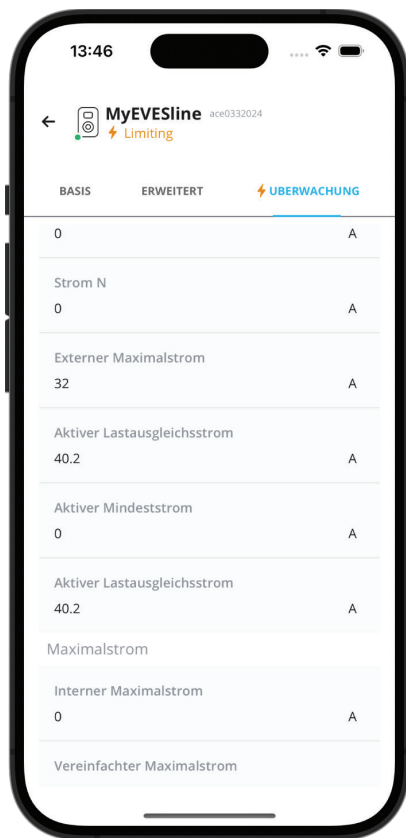 13:46
MyEVESline ace0332024
Limiting
BASIS ERWEITERT UBERWACHUNG
0 A
Strom N
0 A
Externer Maximalstrom
32 A
Aktiver Lastausgleichsstrom
40.2 A
Aktiver Mindeststrom
0 A
Aktiver Lastausgleichsstrom
40.2 A
Maximalstrom
Interner Maximalstrom
0 A
Vereinfachter Maximalstrom